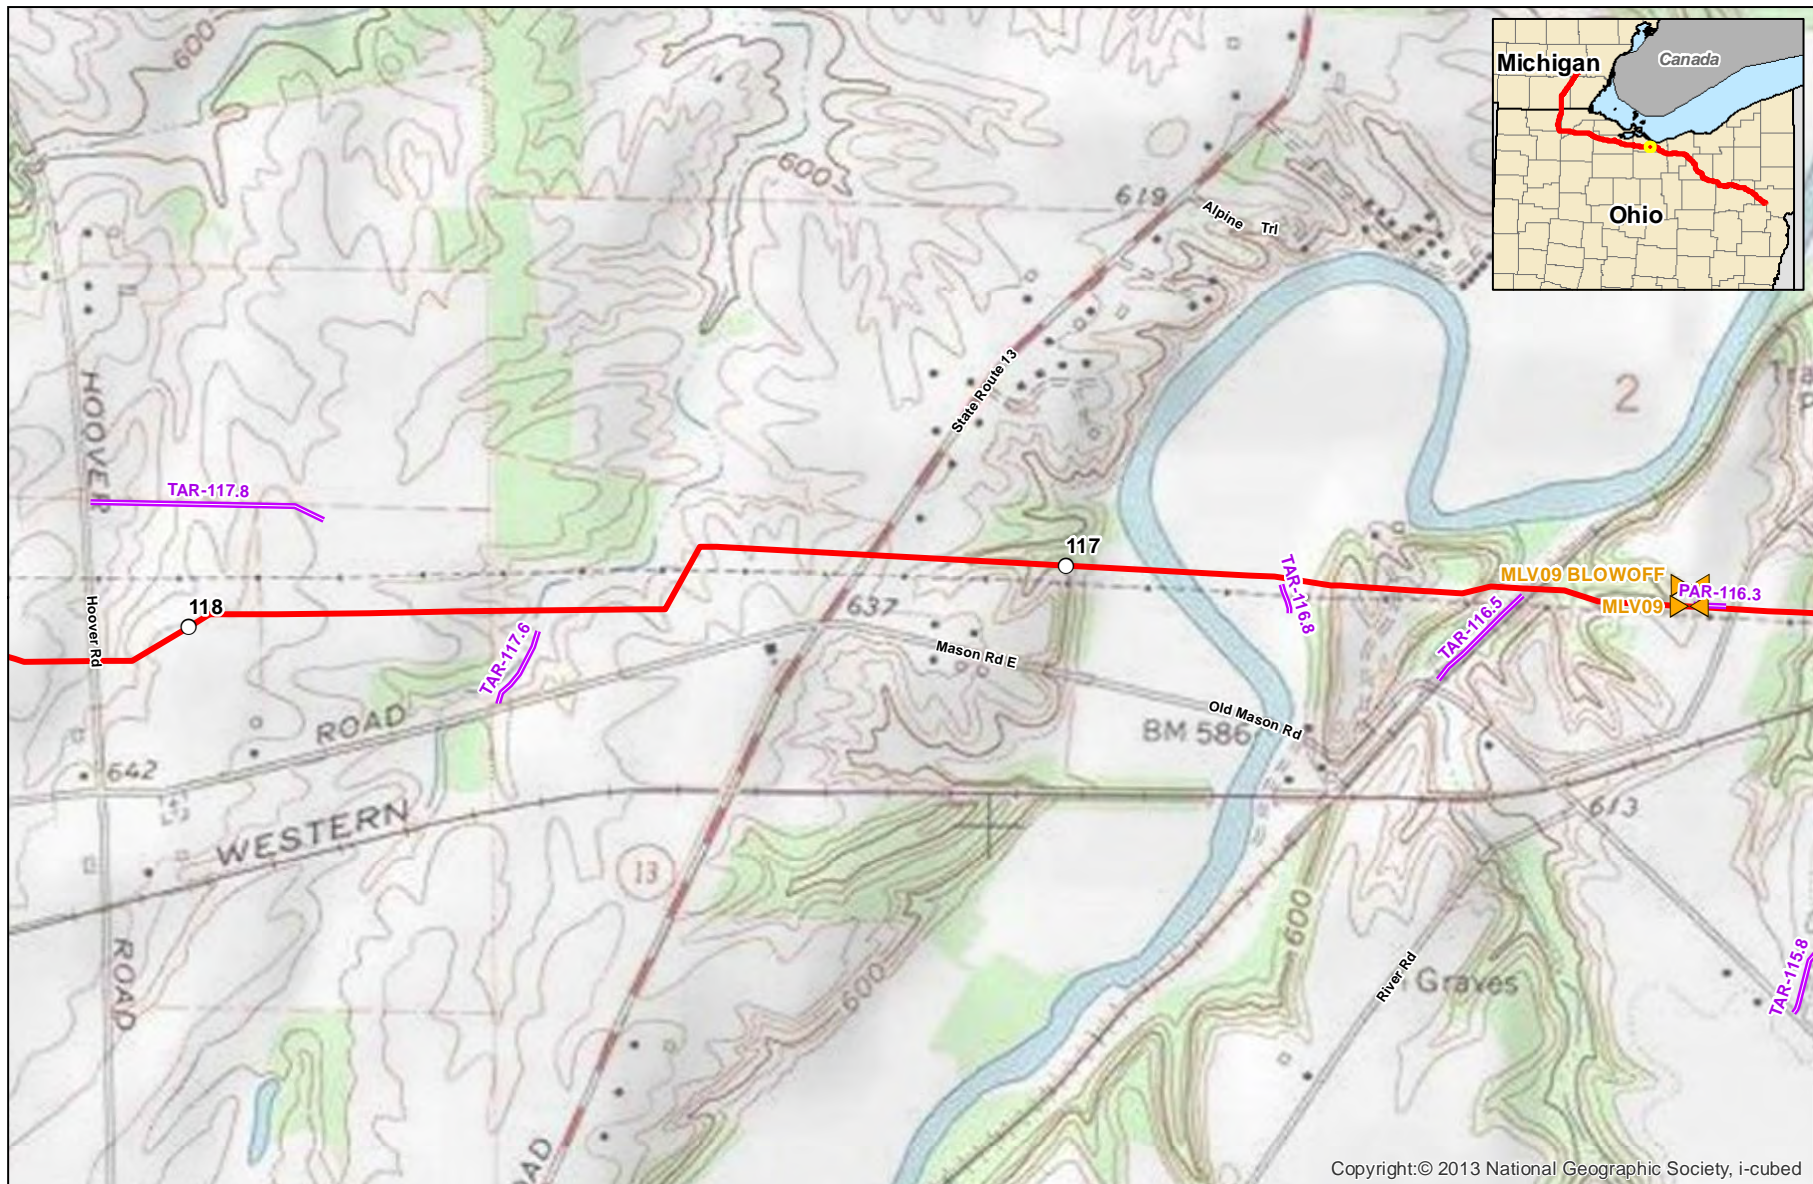 600
Michigan
Canada
Ohio
600
619
Alpine Trl
State Route 13
2
HOOVER
TAR-117.8
117
TAR-116.8
MLV09 BLOWOFF
PAR-116.3
MLV09
118
Hoover Rd
637
TAR-116.5
TAR-117.6
Mason Rd E
Old Mason Rd
BM 586
ROAD
642
613
WESTERN
13
600
600
ROAD
River Rd
Graves
TAR-115.8
OAD
Copyright:© 2013 National Geographic Society, i-cubed